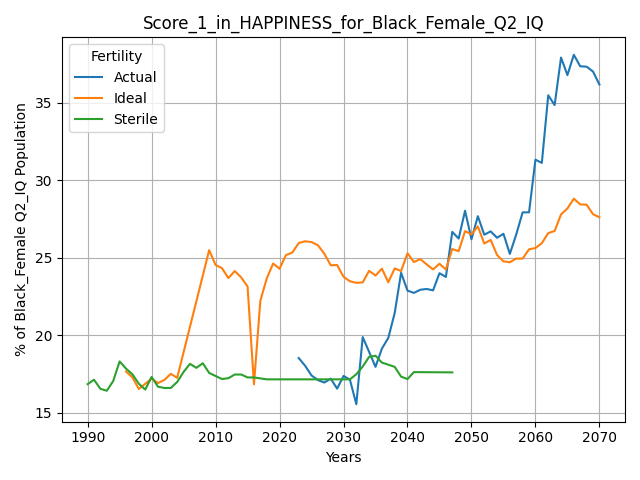 Score_1_in_HAPPINESS_for_Black_Female_Q2_IQ
Fertility
Actual
Ideal
Sterile
% of Black_Female Q2_IQ Population
35
30
25
20
15
1990 2000 2010 2020 2030 2040 2050 2060 2070
Years